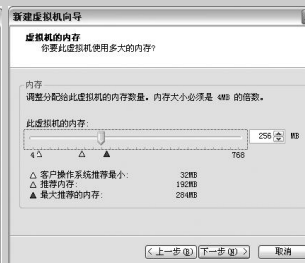 新建虚拟机向导
虚拟机的内存
你要此虚拟机使用多大的内存?
内存
调整分配给此虚拟机的内存数量。内存大小必须是 4MB 的倍数。
此虚拟机的内存:
256 MB
4 768
客户操作系统推荐最小: 32MB
推荐内存: 192MB
最大推荐的内存: 284MB
<上一步(B) 下一步(N)> 取消